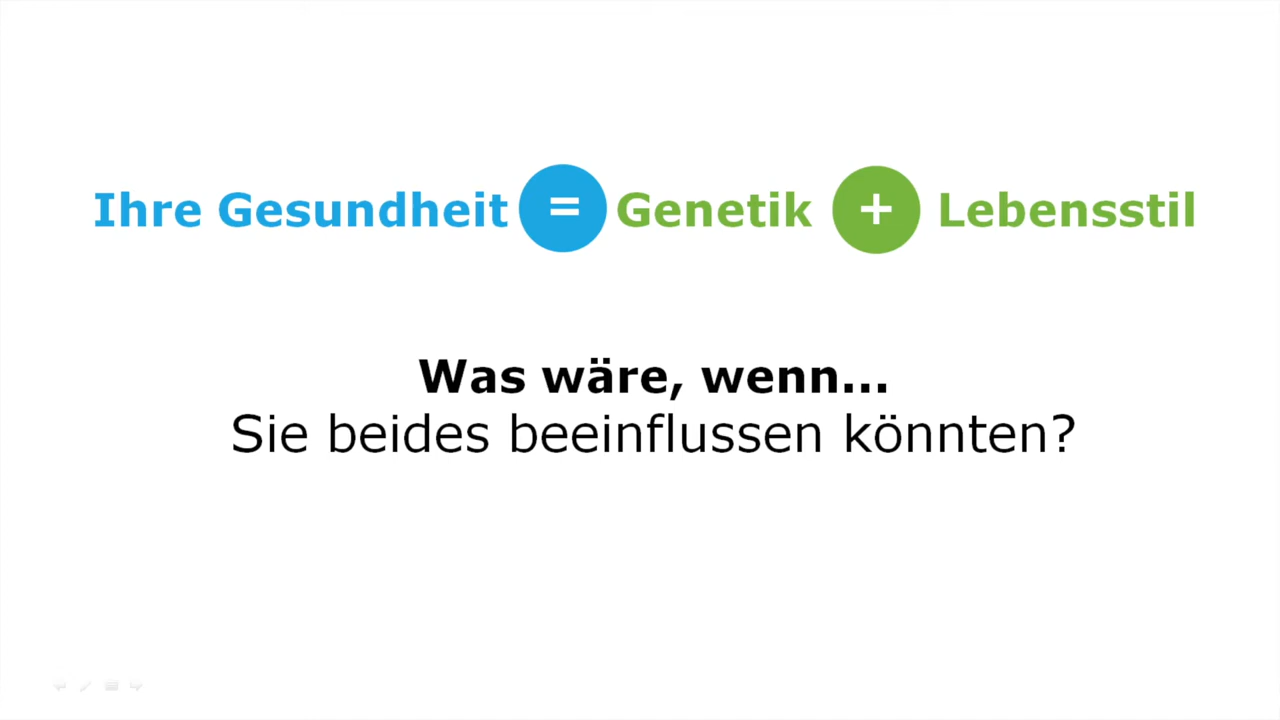 Ihre Gesundheit = Genetik + Lebensstil
Was wäre, wenn...
Sie beides beeinflussen könnten?